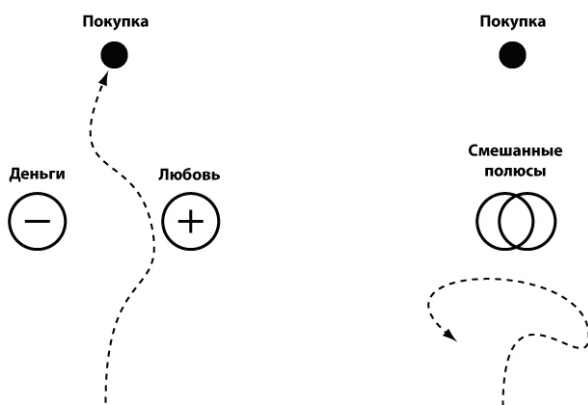 Покупка
Деньги
Любовь
Покупка
Смешанные
полюсы